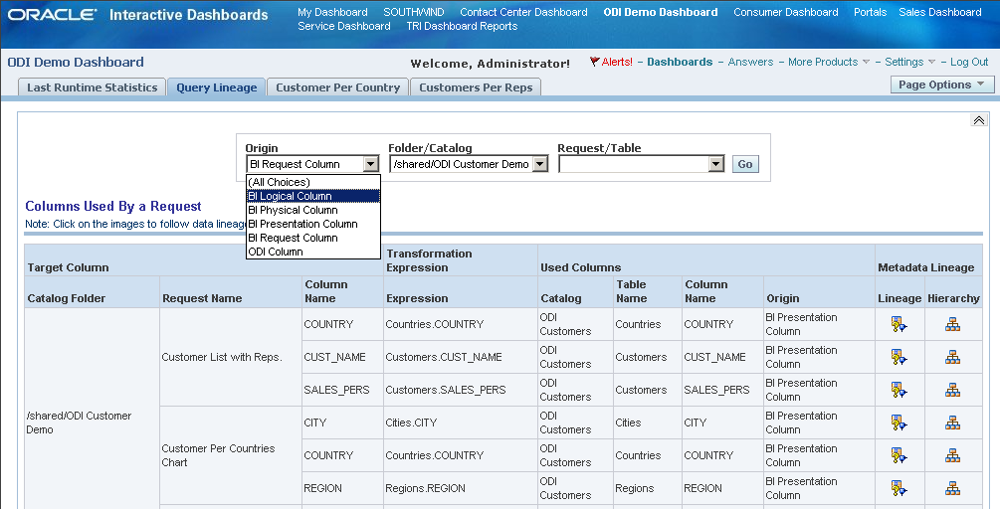 ORACLE Interactive Dashboards
My Dashboard SOUTHWIND Contact Center Dashboard ODI Demo Dashboard Consumer Dashboard Portals Sales Dashboard
Service Dashboard TRI Dashboard Reports
ODI Demo Dashboard
Welcome, Administrator! Alerts! - Dashboards - Answers - More Products - Settings - Log Out
Last Runtime Statistics Query Lineage Customer Per Country Customers Per Reps
Page Options
Origin Folder/Catalog Request/Table
BI Request Column /shared/ODI Customer Demo Go
(All Choices)
BI Logical Column
BI Physical Column
BI Presentation Column
BI Request Column
ODI Column
Columns Used By a Request
Note: Click on the images to follow data lineag
Target Column
Transformation
Expression
Used Columns
Metadata Lineage
Catalog Folder
Request Name
Column
Name
Expression
Catalog
Table
Name
Column
Name
Origin
Lineage
Hierarchy
/shared/ODI Customer
Demo
Customer List with Reps.
COUNTRY
Countries.COUNTRY
ODI
Customers
Countries
COUNTRY
BI Presentation
Column
CUST_NAME
Customers.CUST_NAME
ODI
Customers
Customers
CUST_NAME
BI Presentation
Column
SALES_PERS
Customers.SALES_PERS
ODI
Customers
Customers
SALES_PERS
BI Presentation
Column
Customer Per Countries
Chart
CITY
Cities.CITY
ODI
Customers
Cities
CITY
BI Presentation
Column
COUNTRY
Countries.COUNTRY
ODI
Customers
Countries
COUNTRY
BI Presentation
Column
REGION
Regions.REGION
ODI
Customers
Regions
REGION
BI Presentation
Column